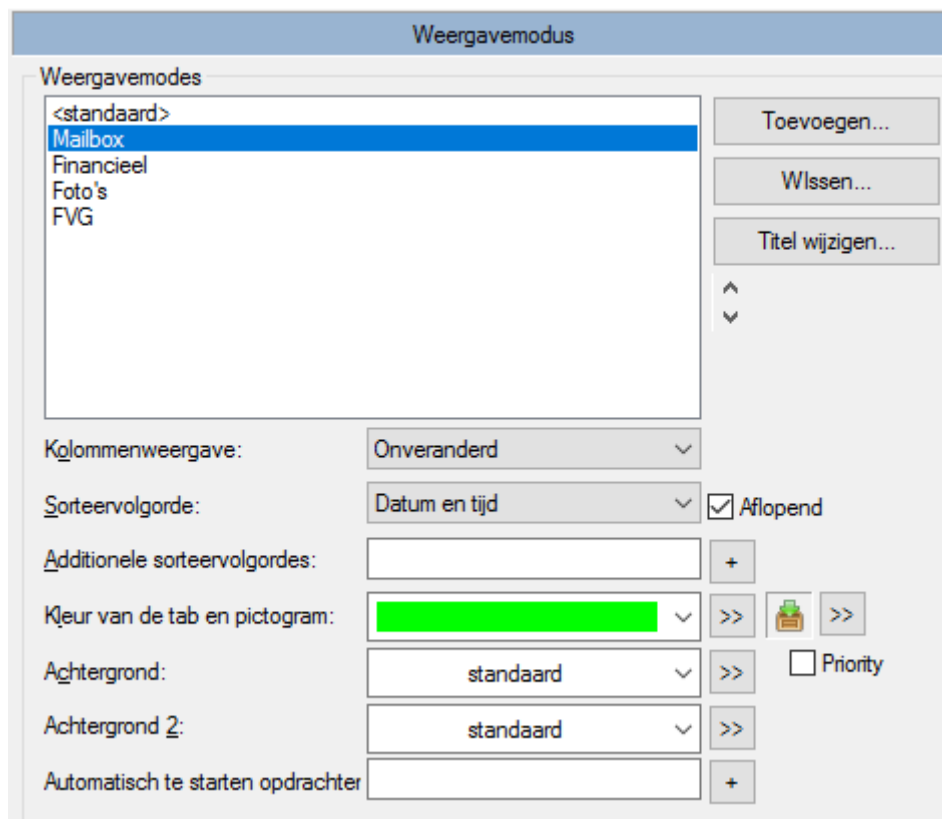 Weergavemodus
Weergavemodes
<standaard>
Mailbox
Financieel
Foto's
FVG
Toevoegen...
WIssen...
Titel wijzigen...
Kolommenweergave: Onveranderd
Sorteervolgorde: Datum en tijd Aflopend
Additionele sorteervolgordes: +
Kleur van de tab en pictogram: >> >>
Achtergrond: standaard >> Priority
Achtergrond 2: standaard >>
Automatisch te starten opdrachter +